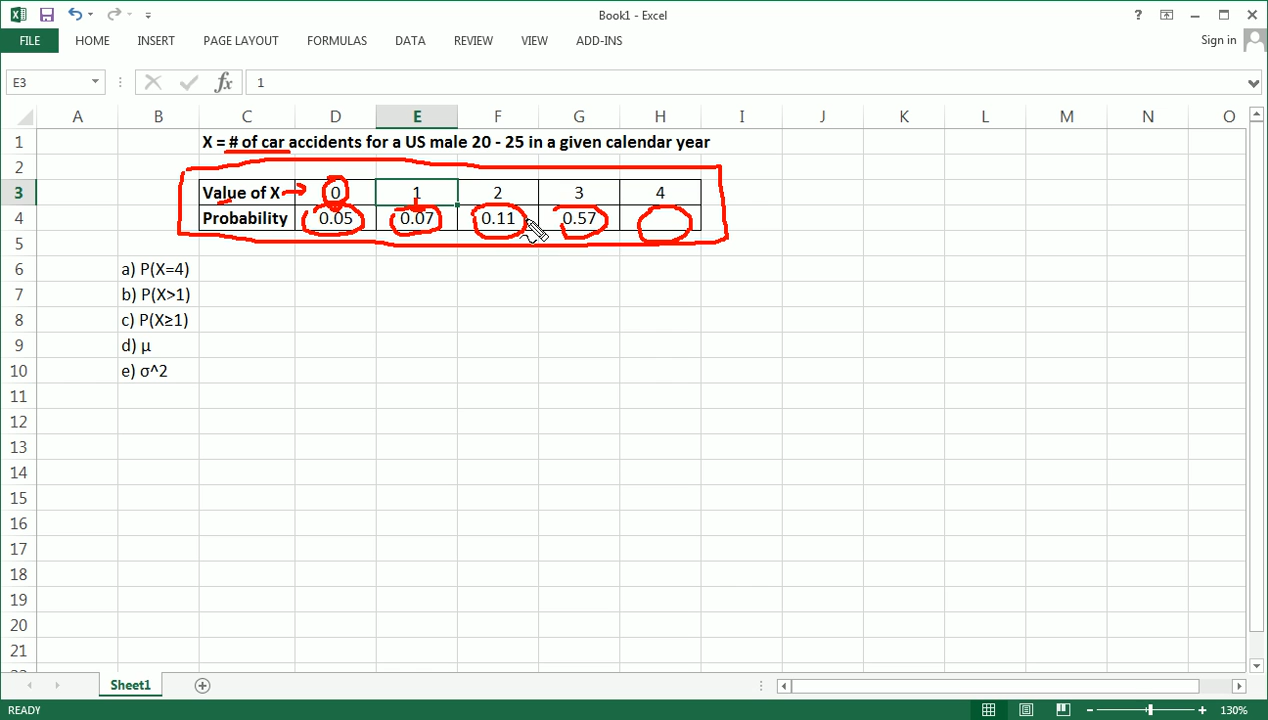 Book1 - Excel
?
FILE HOME INSERT PAGE LAYOUT FORMULAS DATA REVIEW VIEW ADD-INS Sign in
E3 fx 1
A B C D E F G H I J K L M N O
1 X = # of car accidents for a US male 20 - 25 in a given calendar year
2
3 Value of X 0 1 2 3 4
4 Probability 0.05 0.07 0.11 0.57
5
6 a) P(X=4)
7 b) P(X>1)
8 c) P(X≥1)
9 d) μ
10 e) σ^2
11
12
13
14
15
16
17
18
19
20
21
Sheet1
READY 130%